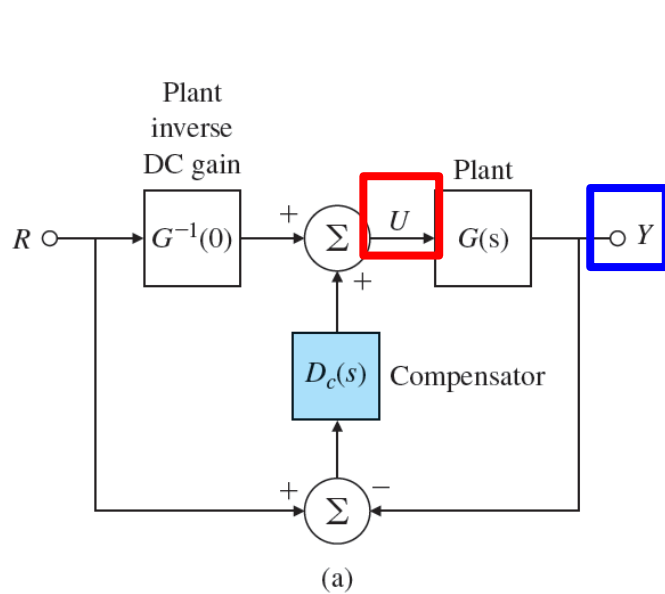 Plant
inverse
DC gain
Plant
+
U
R
G⁻¹(0)
Σ
G(s)
Y
+
D_c(s)
Compensator
+
−
Σ
(a)